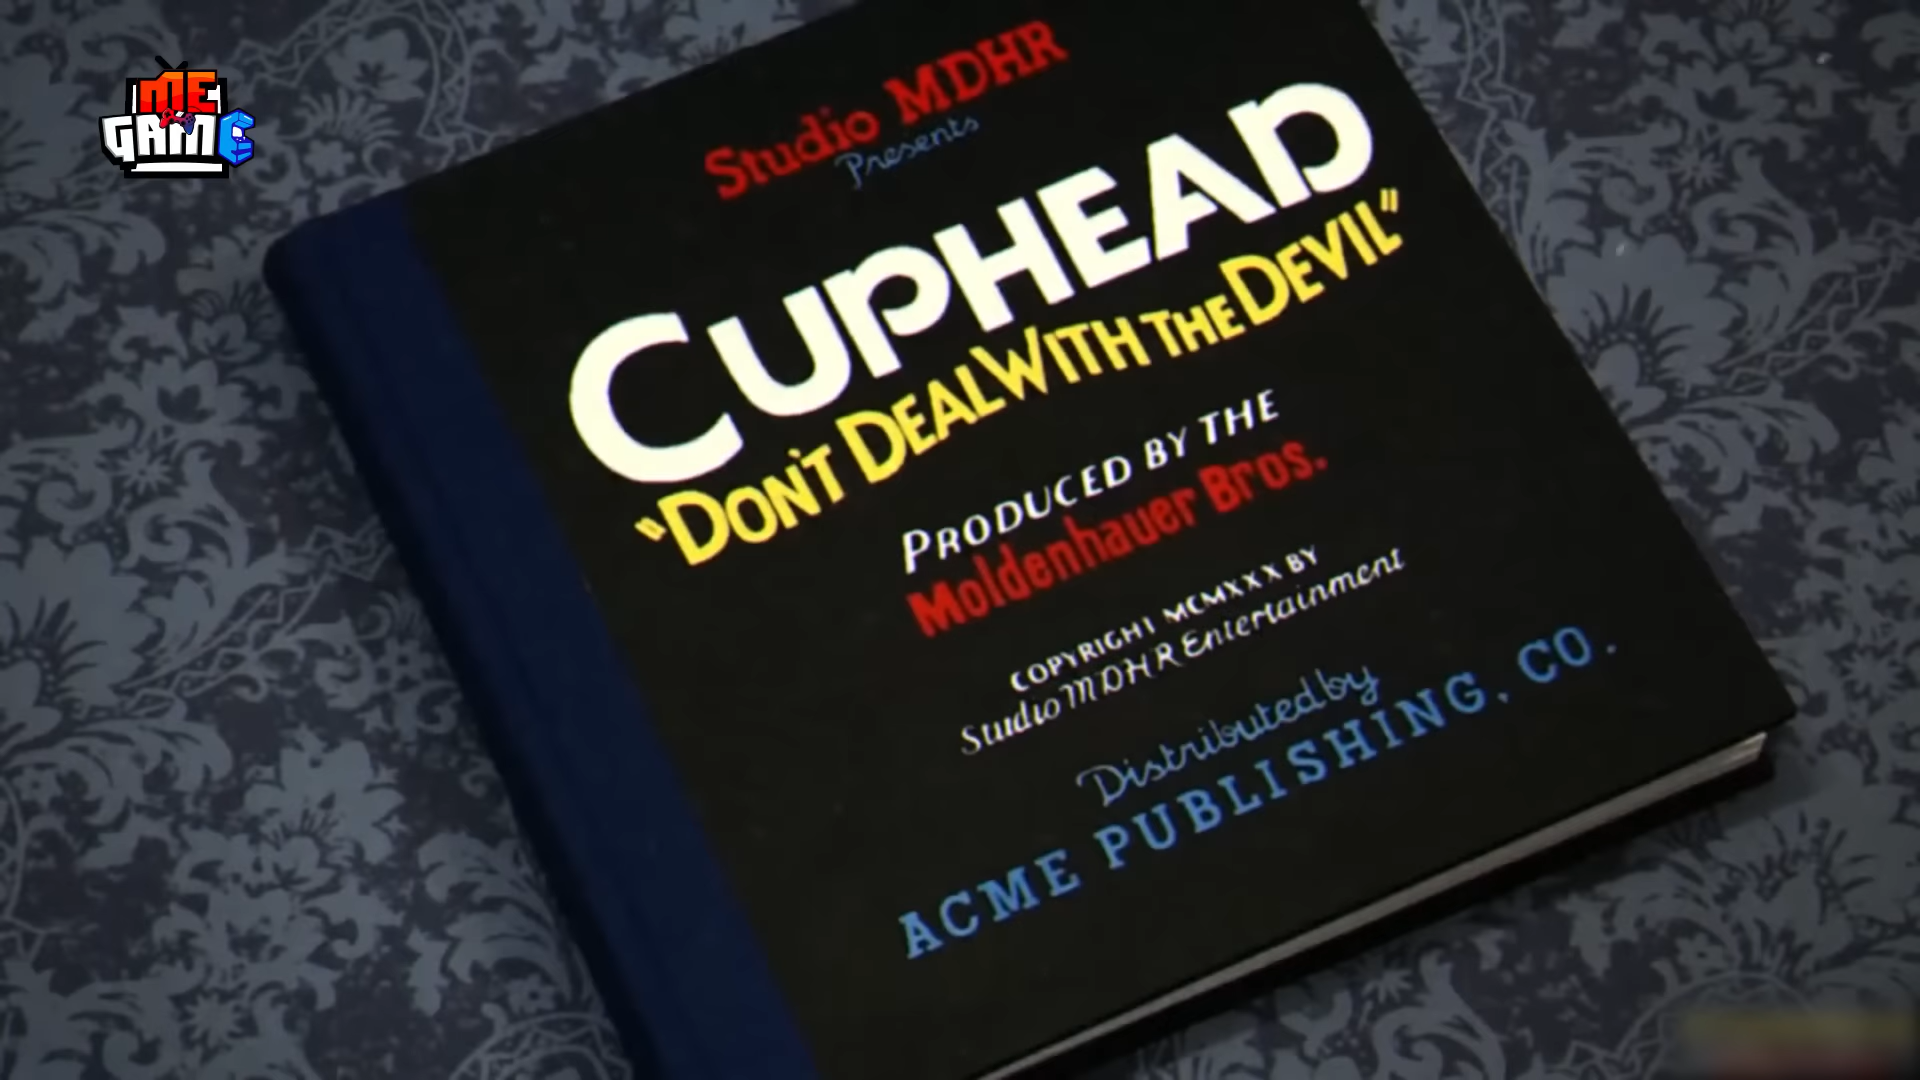 ME
GAME
Studio MDHR
Presents
CUPHEAD
"DON'T DEAL WITH THE DEVIL"
PRODUCED BY THE
Moldenhauer Bros.
COPYRIGHT MCMXXX BY
Studio MDHR Entertainment
Distributed by
ACME PUBLISHING, CO.